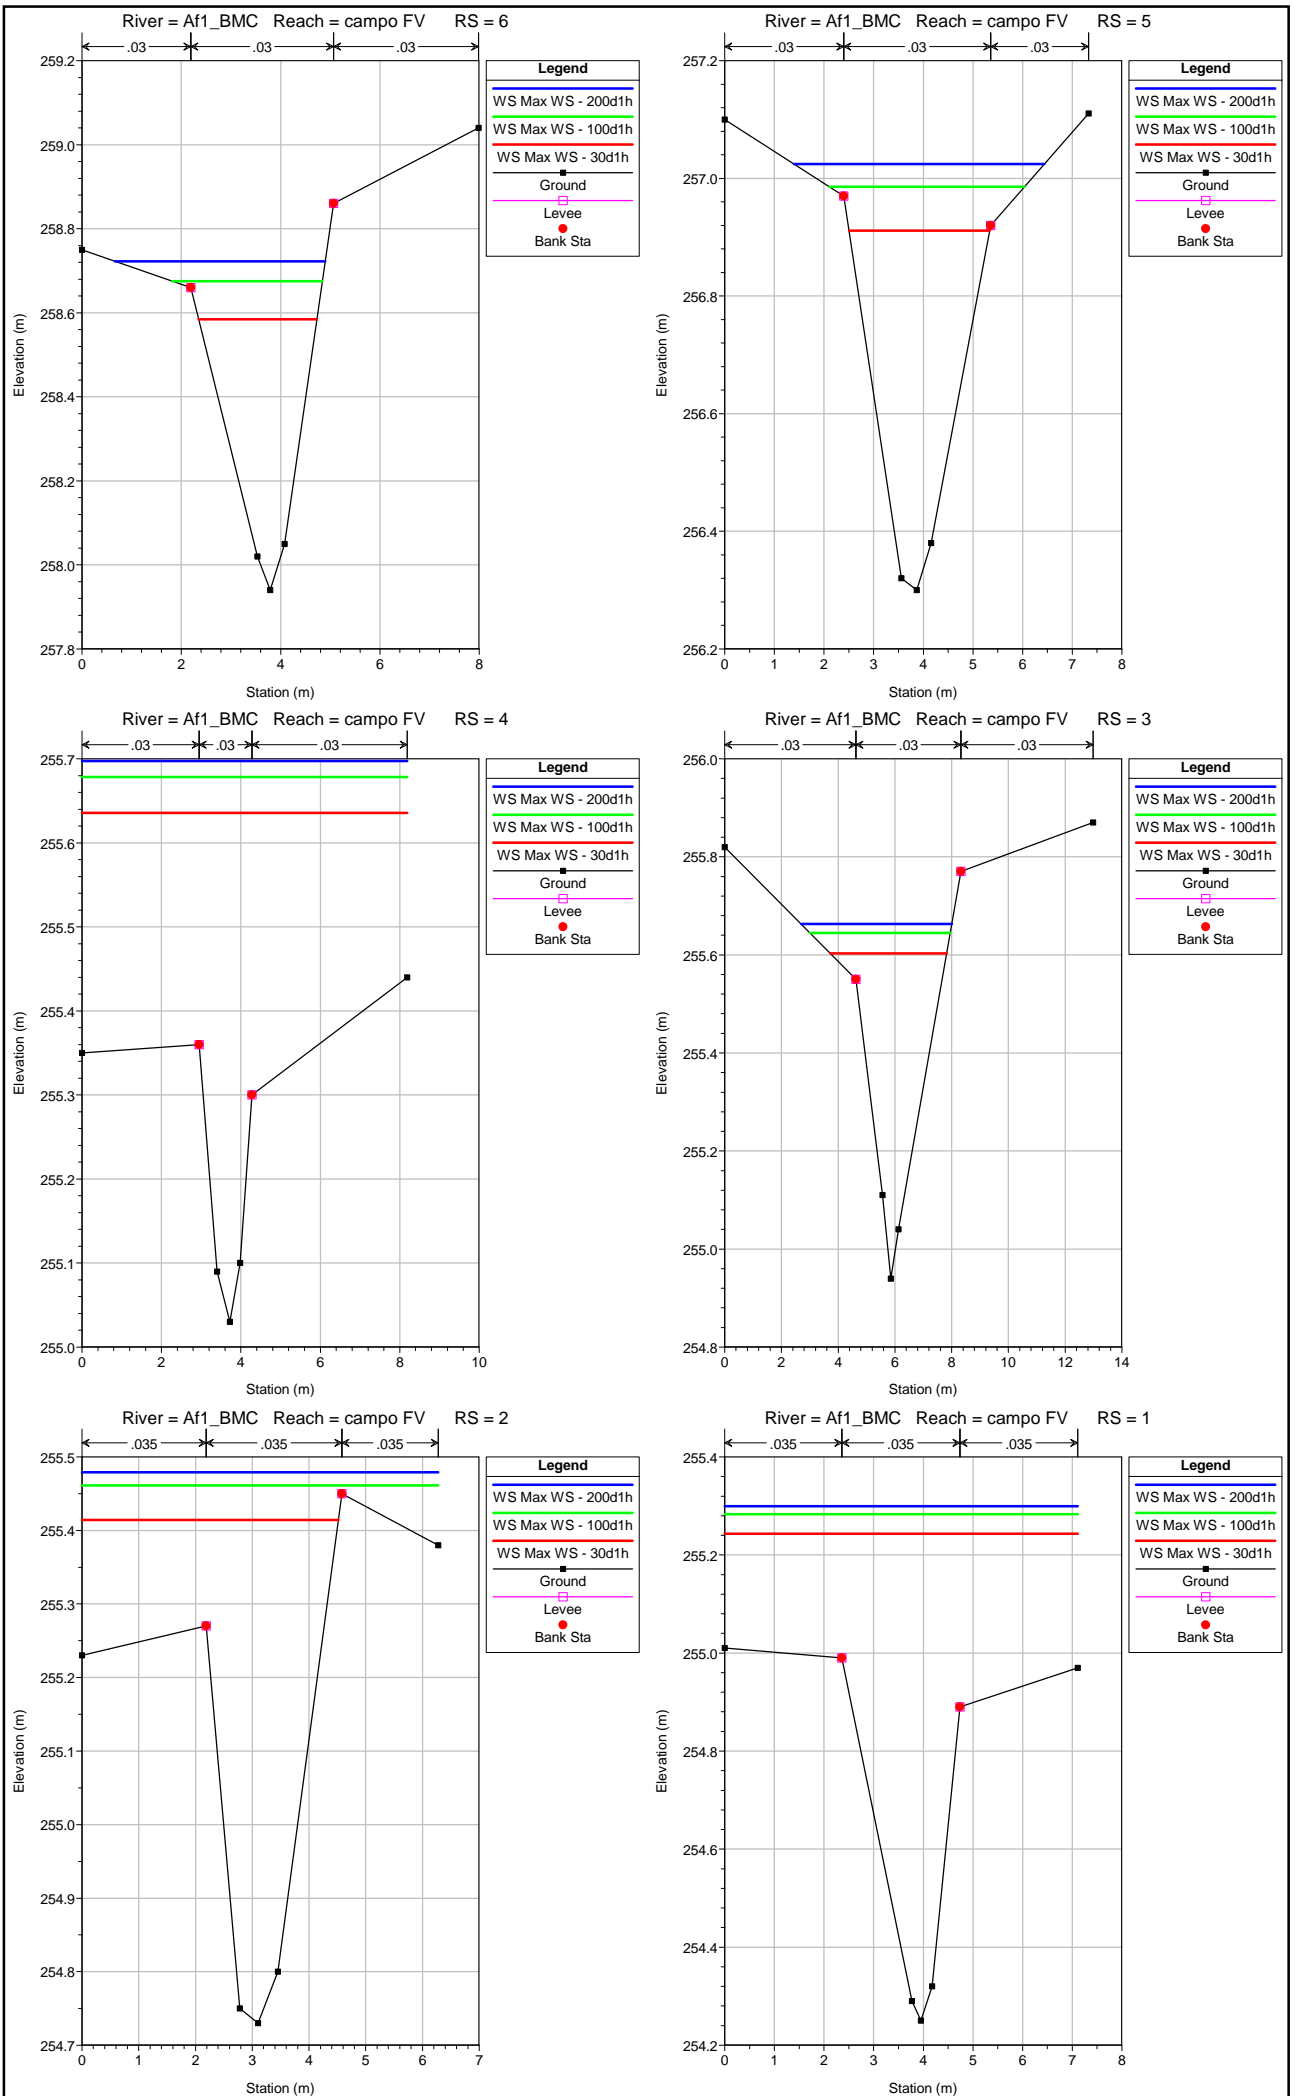 River = Af1_BMC Reach = campo FV RS = 6
.03 .03 .03
259.2
259.0
258.8
258.6
258.4
258.2
258.0
257.8
Elevation (m)
0 2 4 6 8
Station (m)
Legend
WS Max WS - 200d1h
WS Max WS - 100d1h
WS Max WS - 30d1h
Ground
Levee
Bank Sta
River = Af1_BMC Reach = campo FV RS = 5
.03 .03 .03
257.2
257.0
256.8
256.6
256.4
256.2
Elevation (m)
0 1 2 3 4 5 6 7 8
Station (m)
Legend
WS Max WS - 200d1h
WS Max WS - 100d1h
WS Max WS - 30d1h
Ground
Levee
Bank Sta
River = Af1_BMC Reach = campo FV RS = 4
.03 .03 .03
255.7
255.6
255.5
255.4
255.3
255.2
255.1
255.0
Elevation (m)
0 2 4 6 8 10
Station (m)
Legend
WS Max WS - 200d1h
WS Max WS - 100d1h
WS Max WS - 30d1h
Ground
Levee
Bank Sta
River = Af1_BMC Reach = campo FV RS = 3
.03 .03 .03
256.0
255.8
255.6
255.4
255.2
255.0
254.8
Elevation (m)
0 2 4 6 8 10 12 14
Station (m)
Legend
WS Max WS - 200d1h
WS Max WS - 100d1h
WS Max WS - 30d1h
Ground
Levee
Bank Sta
River = Af1_BMC Reach = campo FV RS = 2
.035 .035 .035
255.5
255.4
255.3
255.2
255.1
255.0
254.9
254.8
254.7
Elevation (m)
0 1 2 3 4 5 6 7
Station (m)
Legend
WS Max WS - 200d1h
WS Max WS - 100d1h
WS Max WS - 30d1h
Ground
Levee
Bank Sta
River = Af1_BMC Reach = campo FV RS = 1
.035 .035 .035
255.4
255.2
255.0
254.8
254.6
254.4
254.2
Elevation (m)
0 1 2 3 4 5 6 7 8
Station (m)
Legend
WS Max WS - 200d1h
WS Max WS - 100d1h
WS Max WS - 30d1h
Ground
Levee
Bank Sta